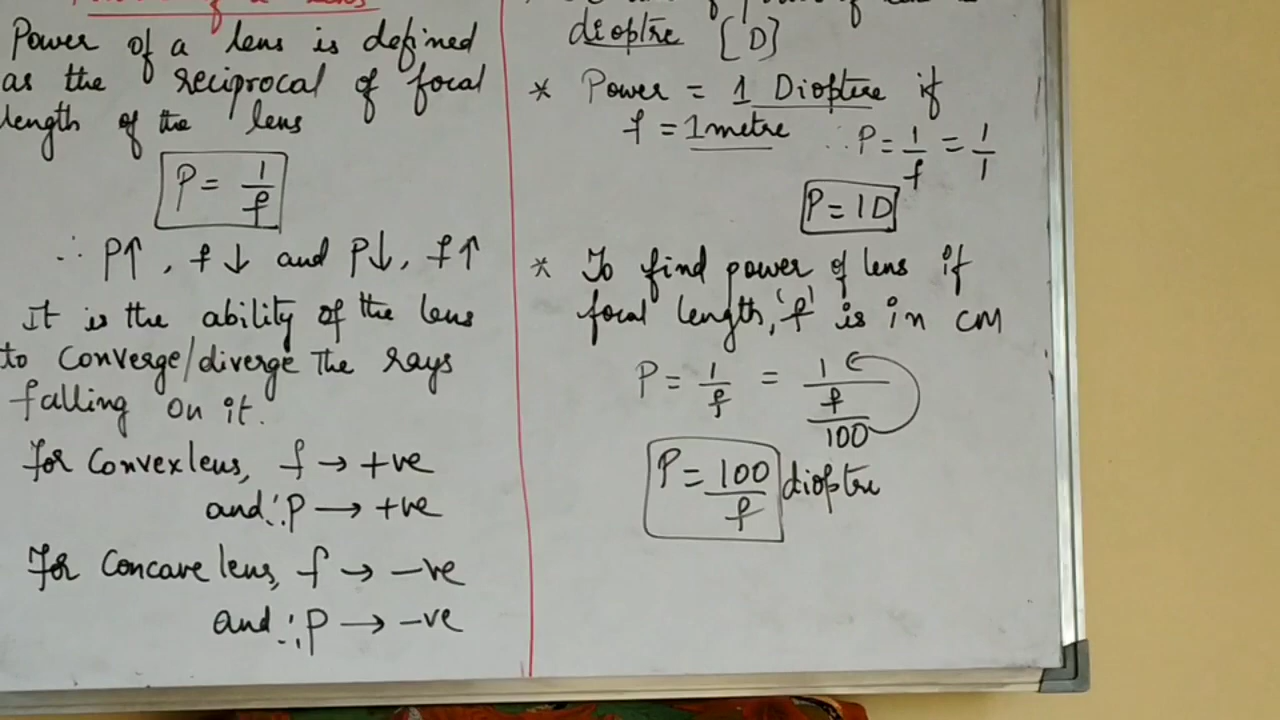 Power of a lens is defined
as the reciprocal of focal
length of the lens
P = 1/f
∴ P↑, f↓ and P↓, f↑
It is the ability of the lens
to converge/diverge the rays
falling on it.
For Convex lens, f → +ve
and ∴ P → +ve
For Concave lens, f → -ve
and ∴ P → -ve
dioptre [D]
* Power = 1 Dioptre if
f = 1 metre ∴ P = 1/f = 1/1
P = 1D
* To find power of lens if
focal length, 'f' is in cm
P = 1/f = 1/(f/100)
P = 100/f dioptre